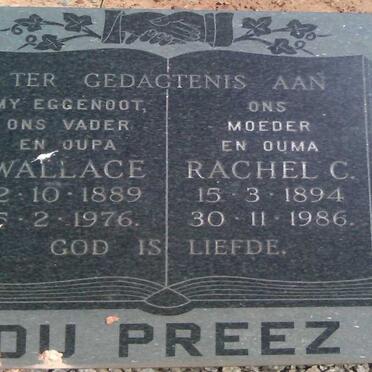 TER GEDAGTENIS AAN
MY EGGENOOT,
ONS VADER
EN OUPA
WALLACE
2·10·1889
5·2·1976.
ONS
MOEDER
EN OUMA
RACHEL C.
15·3·1894
30·11·1986.
GOD IS LIEFDE.
DU PREEZ